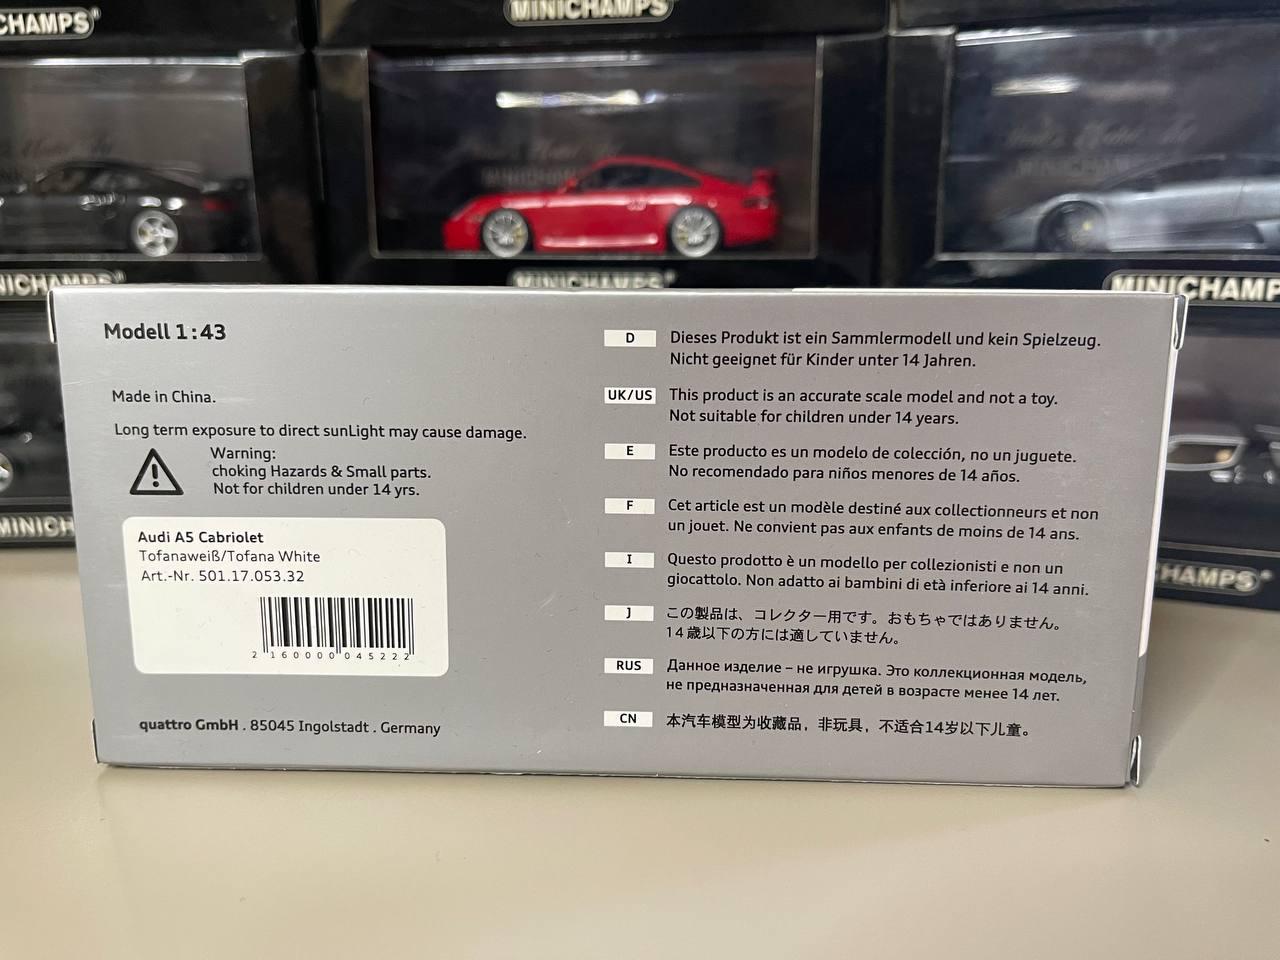 CHAMPS
MINICHAMPS
NICHAMPS
MINICHAMPS
MINICHAMP
MINICH
CHAMPS
Modell 1:43
Made in China.
Long term exposure to direct sunLight may cause damage.
Warning:
choking Hazards & Small parts.
Not for children under 14 yrs.
Audi A5 Cabriolet
Tofanaweiß/Tofana White
Art.-Nr. 501.17.053.32
2 160000 045222
quattro GmbH . 85045 Ingolstadt . Germany
D Dieses Produkt ist ein Sammlermodell und kein Spielzeug.
Nicht geeignet für Kinder unter 14 Jahren.
UK/US This product is an accurate scale model and not a toy.
Not suitable for children under 14 years.
E Este producto es un modelo de colección, no un juguete.
No recomendado para niños menores de 14 años.
F Cet article est un modèle destiné aux collectionneurs et non
un jouet. Ne convient pas aux enfants de moins de 14 ans.
I Questo prodotto è un modello per collezionisti e non un
giocattolo. Non adatto ai bambini di età inferiore ai 14 anni.
J この製品は、コレクター用です。おもちゃではありません。
14歳以下の方には適していません。
RUS Данное изделие – не игрушка. Это коллекционная модель,
не предназначенная для детей в возрасте менее 14 лет.
CN 本汽车模型为收藏品，非玩具，不适合14岁以下儿童。